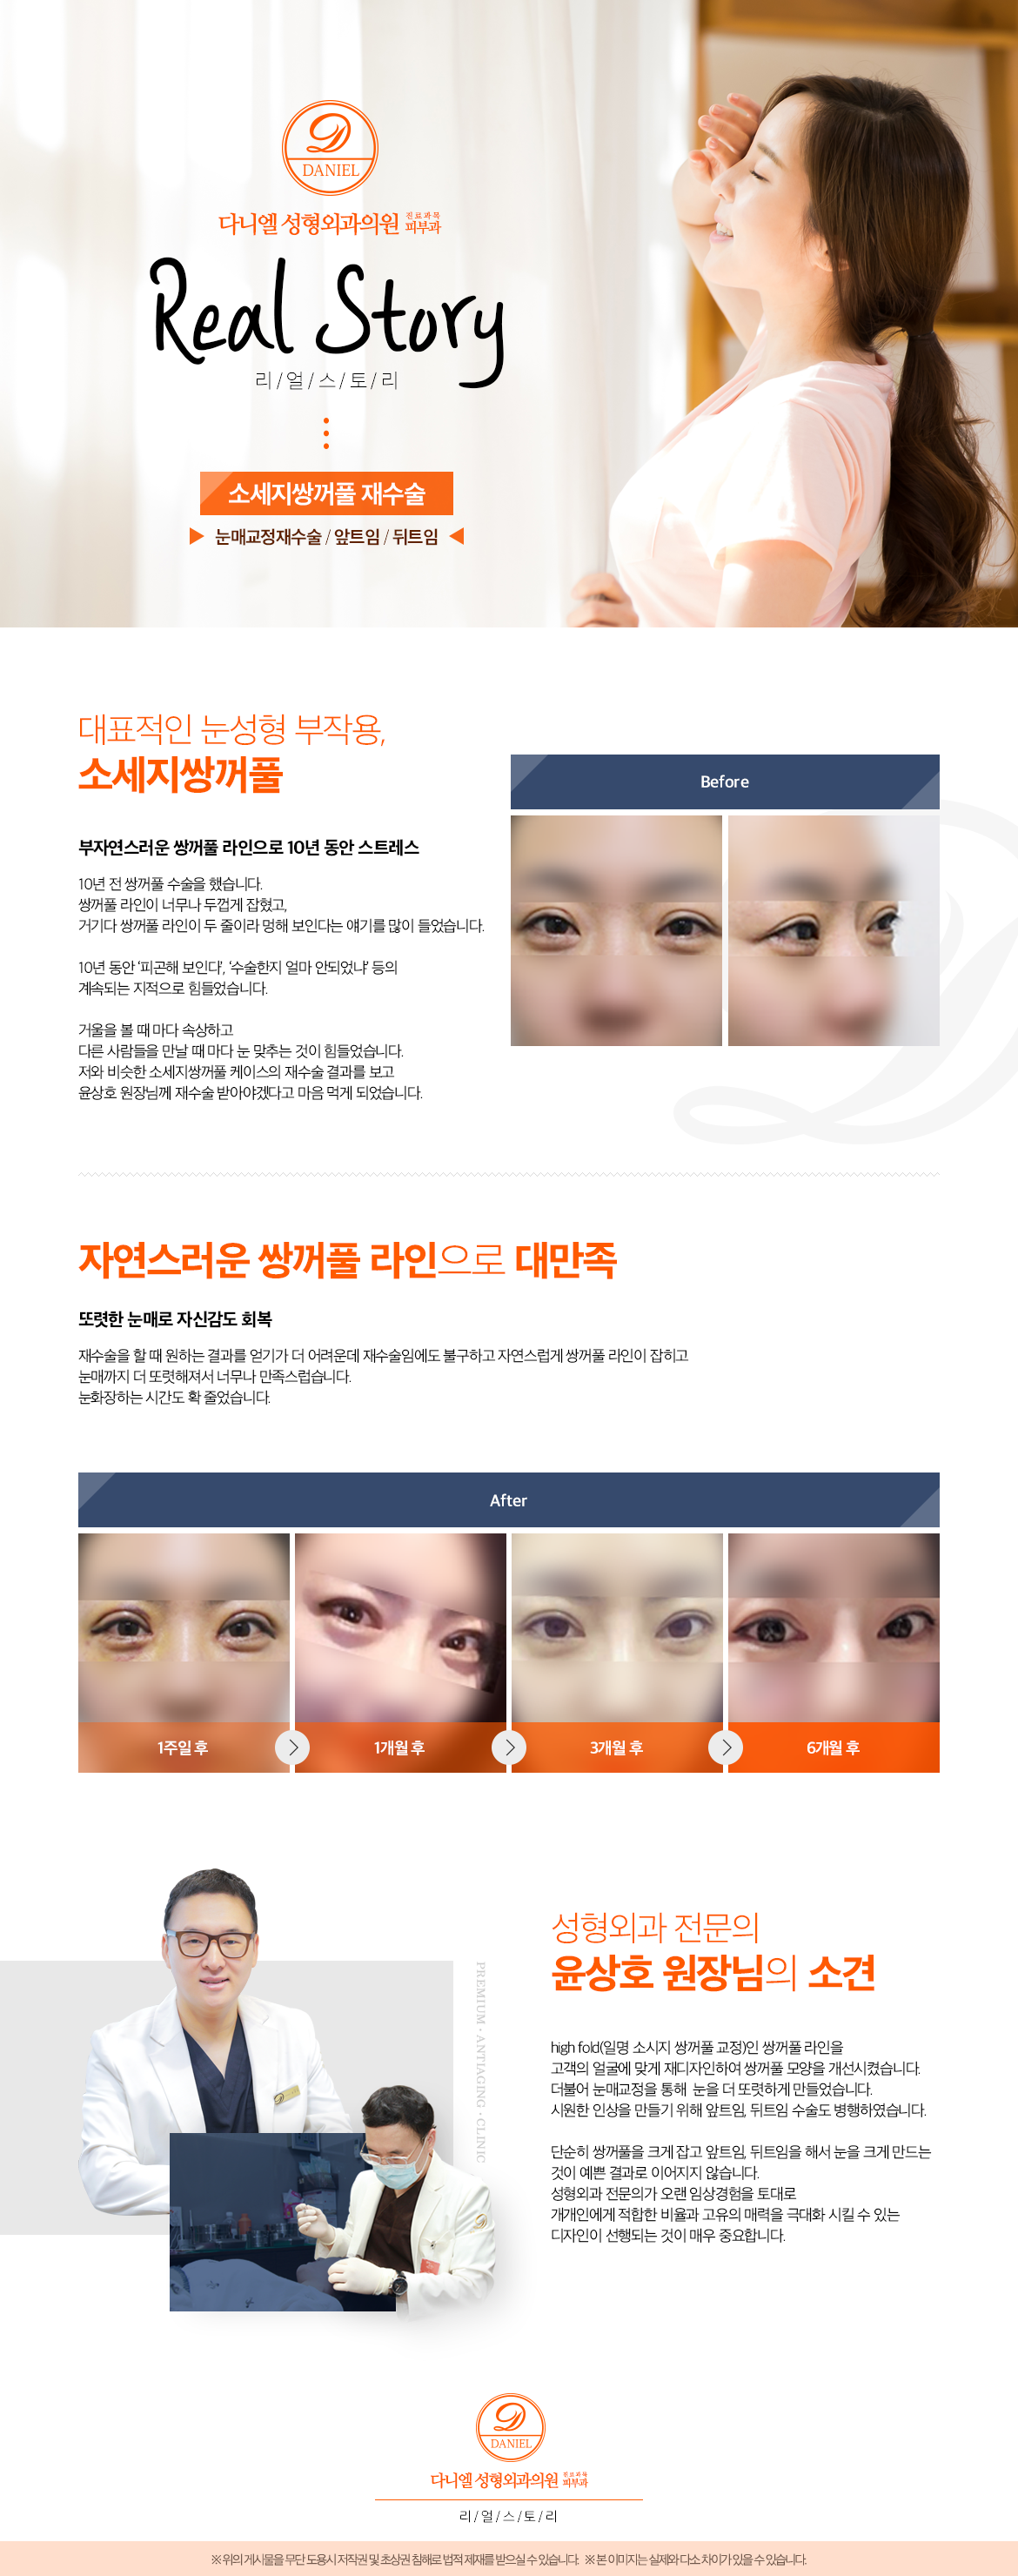 DANIEL
다니엘 성형외과의원 진료과목 피부과
Real Story
리/얼/스/토/리
소세지쌍꺼풀 재수술
눈매교정재수술 / 앞트임 / 뒤트임
대표적인 눈성형 부작용,
소세지쌍꺼풀
부자연스러운 쌍꺼풀 라인으로 10년 동안 스트레스
10년 전 쌍꺼풀 수술을 했습니다.
쌍꺼풀 라인이 너무나 두껍게 잡혔고,
거기다 쌍꺼풀 라인이 두 줄이라 멍해 보인다는 얘기를 많이 들었습니다.
10년 동안 '피곤해 보인다', '수술한지 얼마 안되었냐' 등의
계속되는 지적으로 힘들었습니다.
거울을 볼 때 마다 속상하고
다른 사람들을 만날 때 마다 눈 맞추는 것이 힘들었습니다.
저와 비슷한 소세지쌍꺼풀 케이스의 재수술 결과를 보고
윤상호 원장님께 재수술 받아야겠다고 마음 먹게 되었습니다.
Before
자연스러운 쌍꺼풀 라인으로 대만족
또렷한 눈매로 자신감도 회복
재수술을 할 때 원하는 결과를 얻기가 더 어려운데 재수술임에도 불구하고 자연스럽게 쌍꺼풀 라인이 잡히고
눈매까지 더 또렷해져서 너무나 만족스럽습니다.
눈화장하는 시간도 확 줄었습니다.
After
1주일 후
1개월 후
3개월 후
6개월 후
PREMIUM · ANTIAGING · CLINIC
성형외과 전문의
윤상호 원장님의 소견
high fold(일명 소시지 쌍꺼풀 교정)인 쌍꺼풀 라인을
고객의 얼굴에 맞게 재디자인하여 쌍꺼풀 모양을 개선시켰습니다.
더불어 눈매교정을 통해 눈을 더 또렷하게 만들었습니다.
시원한 인상을 만들기 위해 앞트임, 뒤트임 수술도 병행하였습니다.
단순히 쌍꺼풀을 크게 잡고 앞트임, 뒤트임을 해서 눈을 크게 만드는
것이 예쁜 결과로 이어지지 않습니다.
성형외과 전문의가 오랜 임상경험을 토대로
개개인에게 적합한 비율과 고유의 매력을 극대화 시킬 수 있는
디자인이 선행되는 것이 매우 중요합니다.
DANIEL
다니엘 성형외과의원 진료과목 피부과
리/얼/스/토/리
※ 위의 게시물을 무단 도용시 저작권 및 초상권 침해로 법적 제재를 받으실 수 있습니다. ※ 본 이미지는 실제와 다소 차이가 있을 수 있습니다.